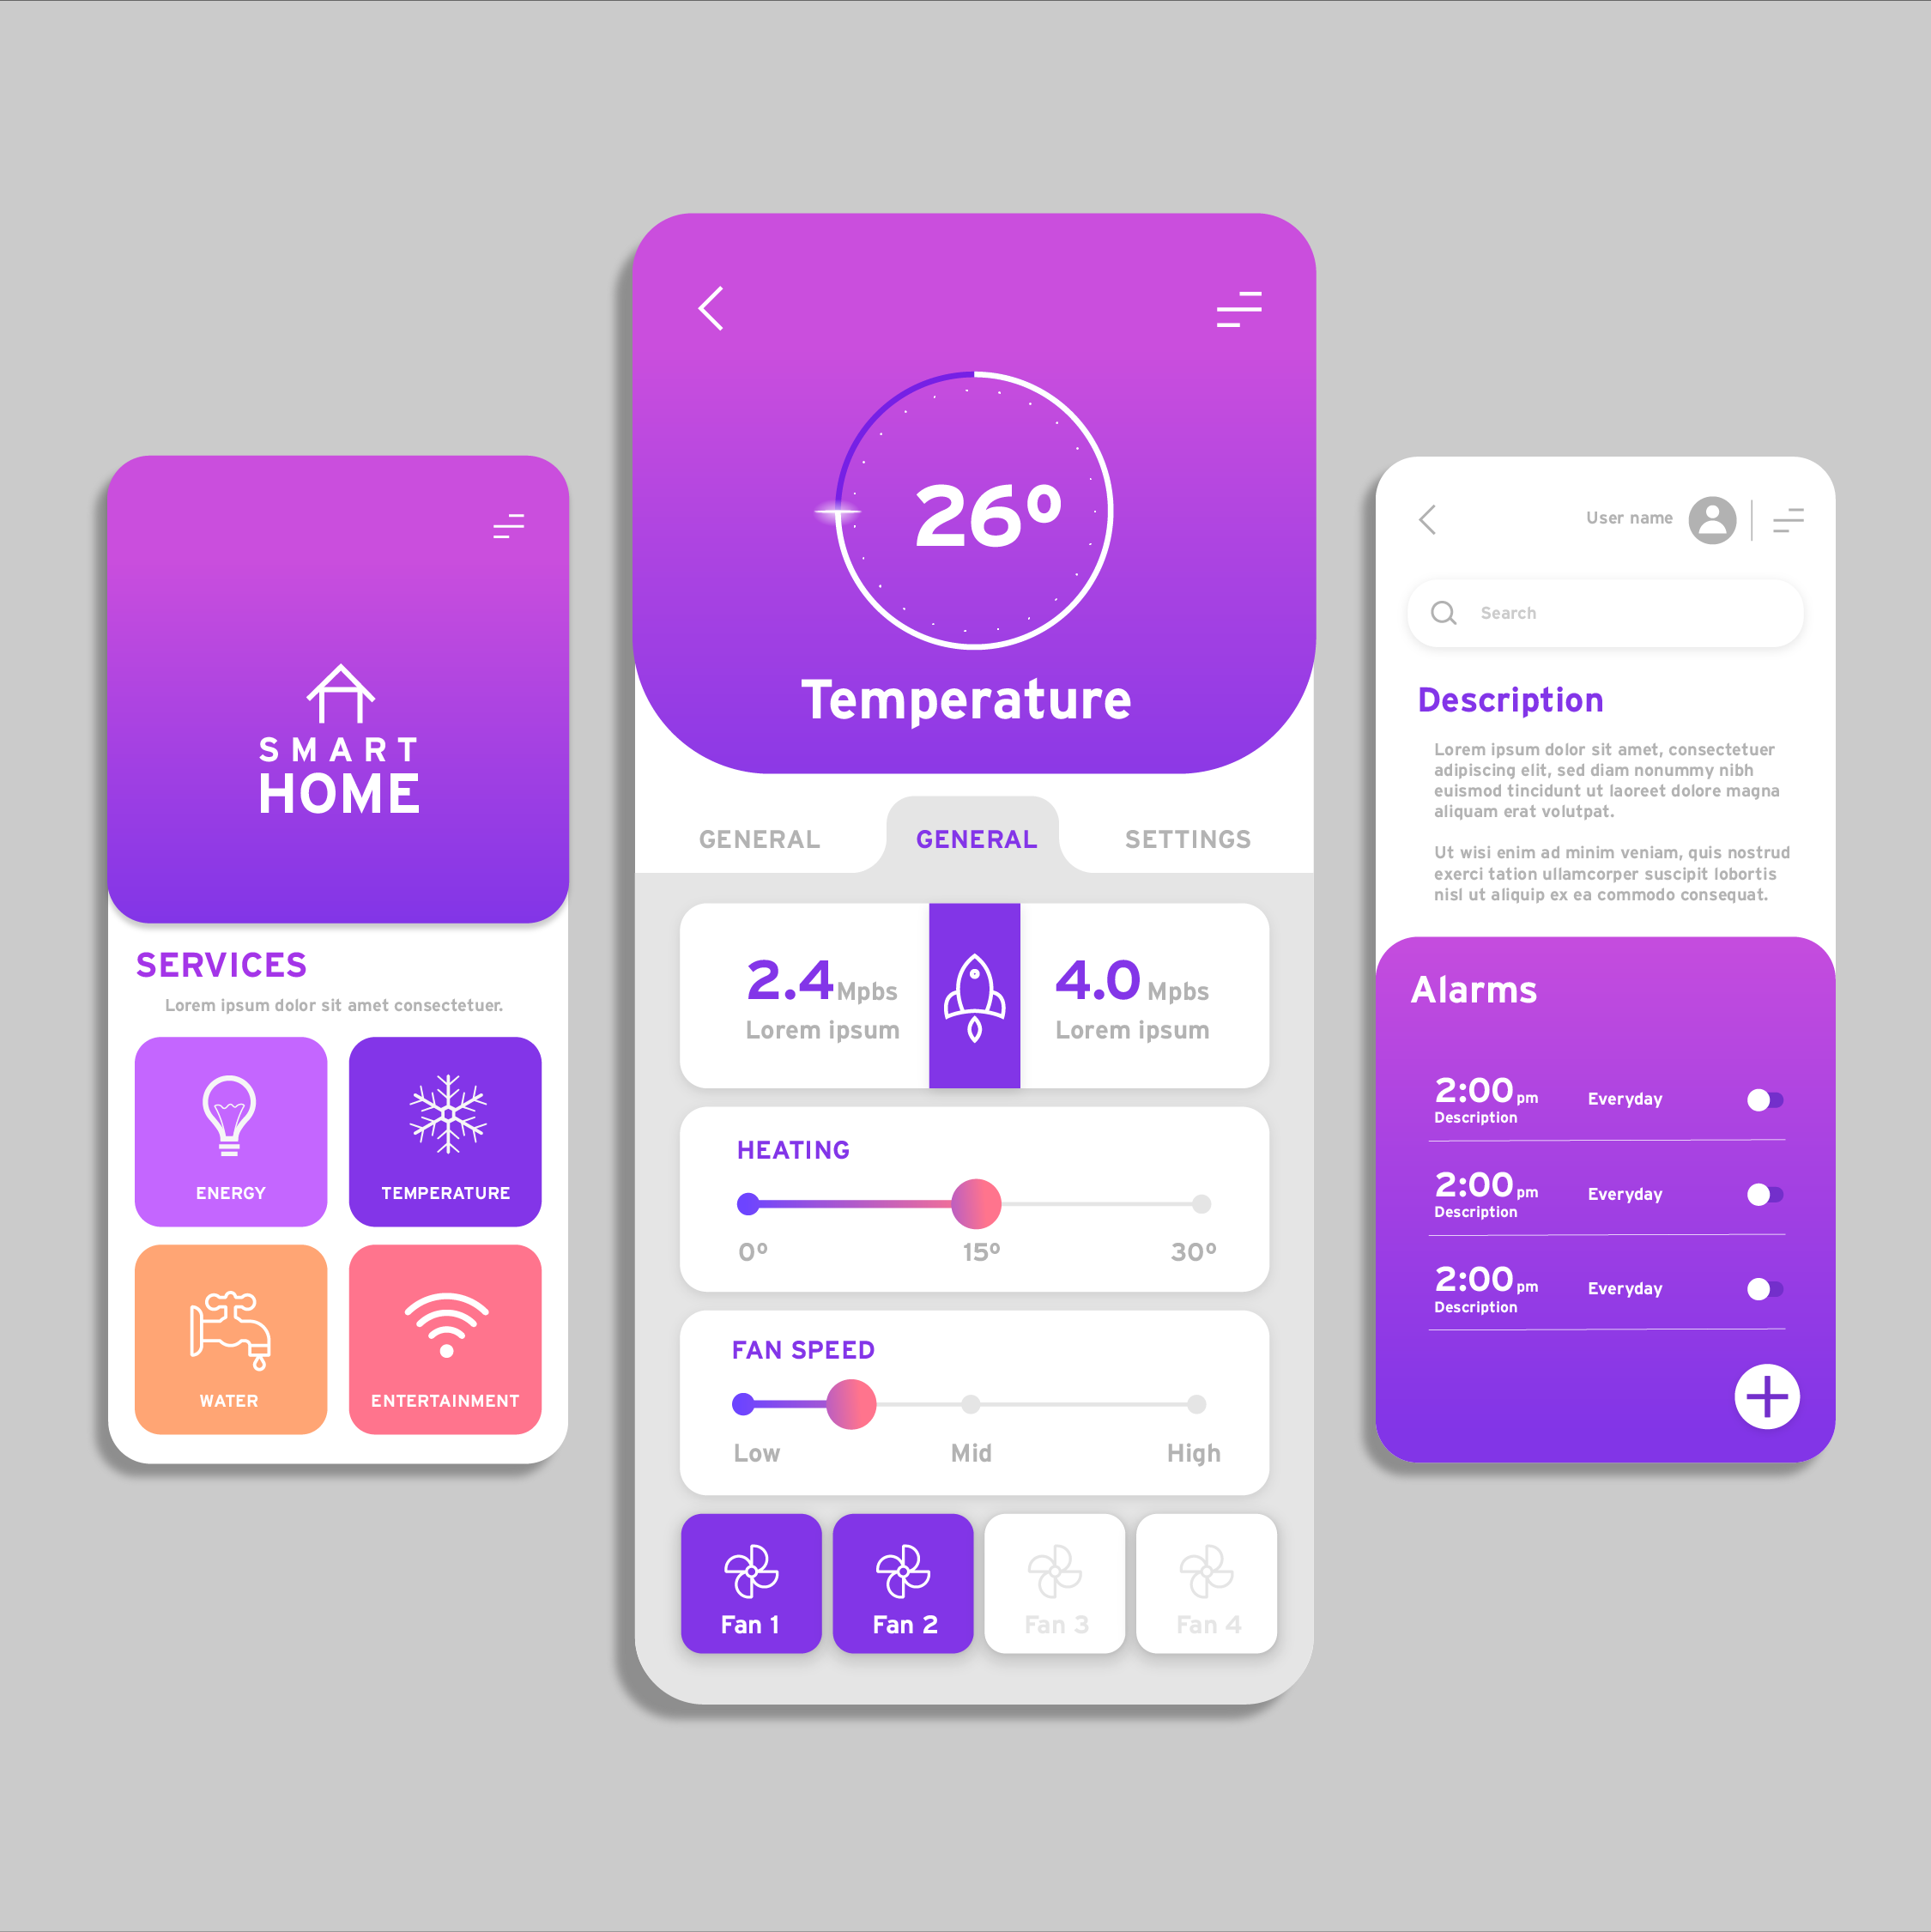 SMART
HOME
SERVICES
Lorem ipsum dolor sit amet consectetuer.
ENERGY
TEMPERATURE
WATER
ENTERTAINMENT
26º
Temperature
GENERAL
GENERAL
SETTINGS
2.4 Mpbs
Lorem ipsum
4.0 Mpbs
Lorem ipsum
HEATING
0º
15º
30º
FAN SPEED
Low
Mid
High
Fan 1
Fan 2
Fan 3
Fan 4
User name
Search
Description
Lorem ipsum dolor sit amet, consectetuer
adipiscing elit, sed diam nonummy nibh
euismod tincidunt ut laoreet dolore magna
aliquam erat volutpat.
Ut wisi enim ad minim veniam, quis nostrud
exerci tation ullamcorper suscipit lobortis
nisl ut aliquip ex ea commodo consequat.
Alarms
2:00 pm
Description
Everyday
2:00 pm
Description
Everyday
2:00 pm
Description
Everyday